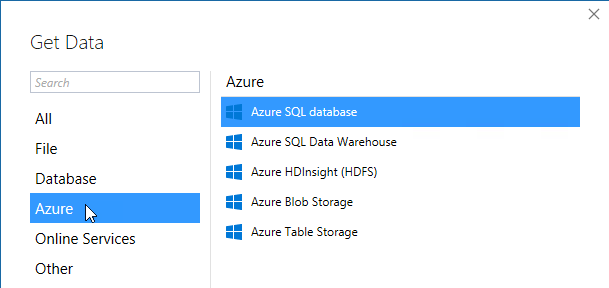 Get Data
Search
All
File
Database
Azure
Online Services
Other
Azure
Azure SQL database
Azure SQL Data Warehouse
Azure HDInsight (HDFS)
Azure Blob Storage
Azure Table Storage